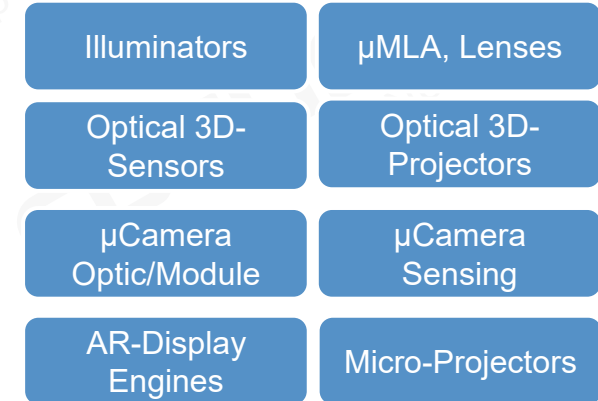 Illuminators
µMLA, Lenses
Optical 3D-
Sensors
Optical 3D-
Projectors
µCamera
Optic/Module
µCamera
Sensing
AR-Display
Engines
Micro-Projectors